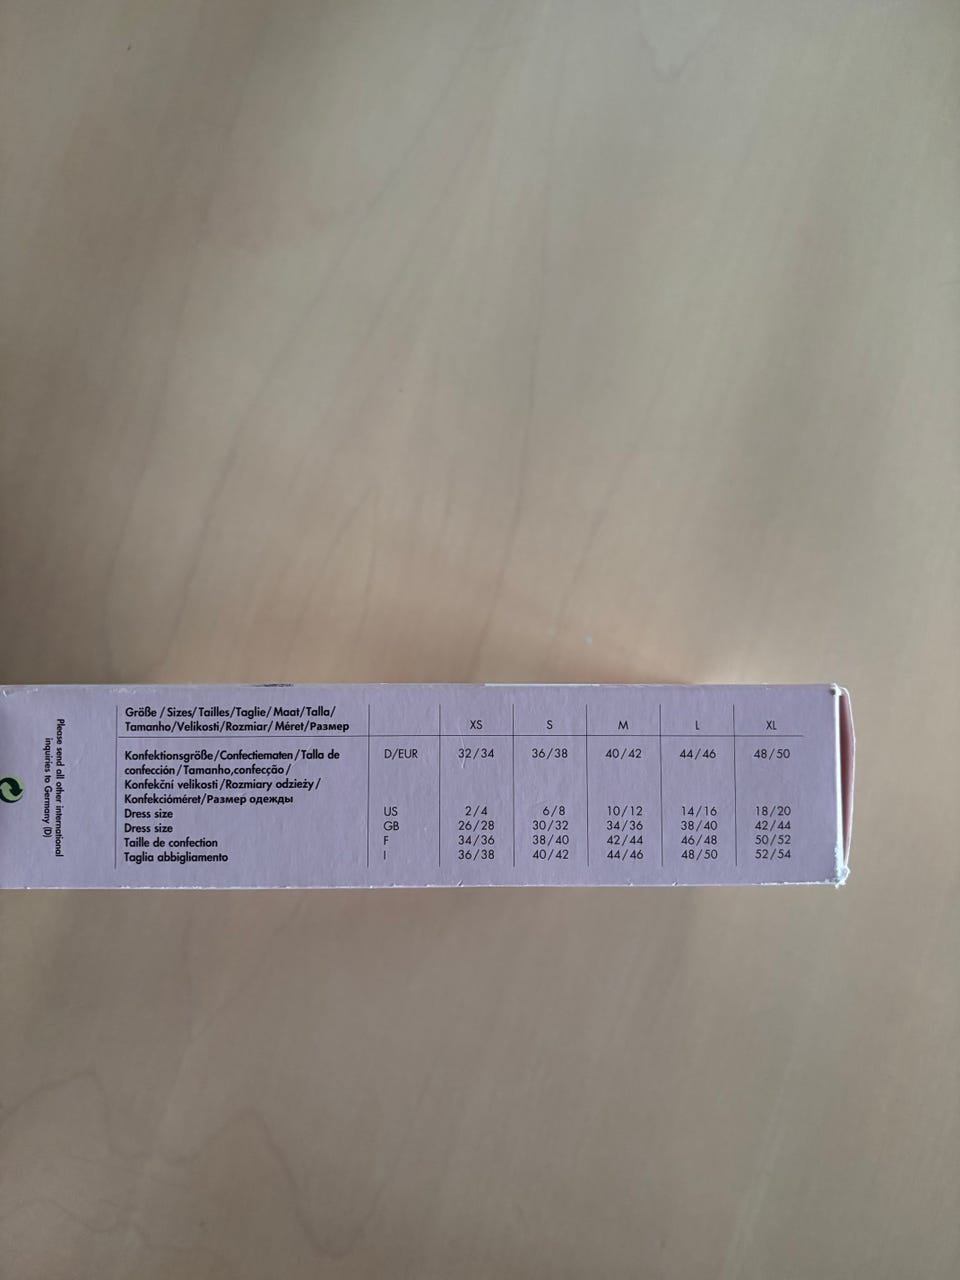 Please send all other international
inquiries to Germany (D)
Größe / Sizes/ Tailles/Taglie/ Maat/Talla/
Tamanho/Velikosti/Rozmiar/ Méret/Размер XS S M L XL
Konfektionsgröße/Confectiematen/Talla de D/EUR 32/34 36/38 40/42 44/46 48/50
confección/Tamanho,confecção/
Konfekční velikosti/Rozmiary odzieży/
Konfekcióméret/Размер одежды
Dress size US 2/4 6/8 10/12 14/16 18/20
Dress size GB 26/28 30/32 34/36 38/40 42/44
Taille de confection F 34/36 38/40 42/44 46/48 50/52
Taglia abbigliamento I 36/38 40/42 44/46 48/50 52/54